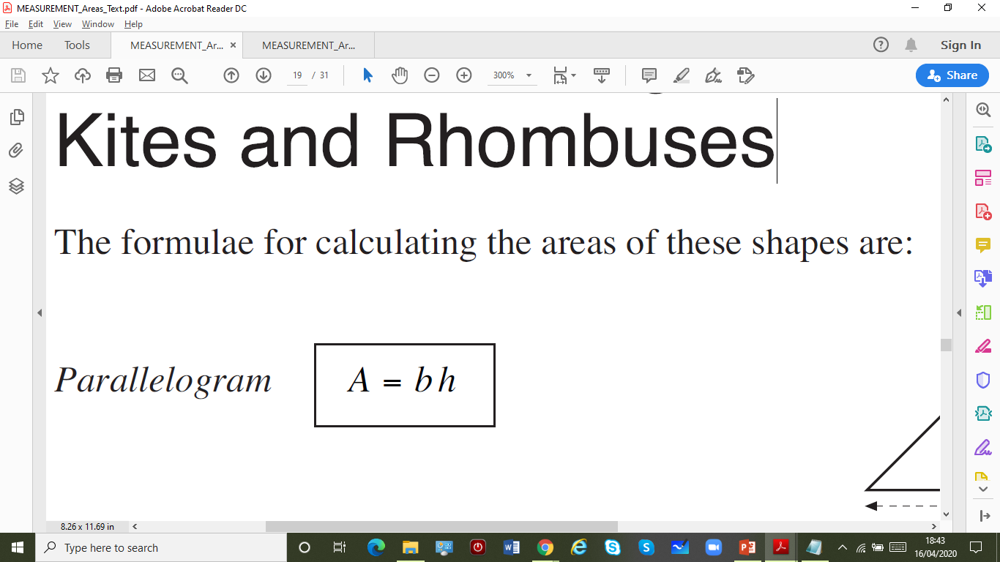 MEASUREMENT_Areas_Text.pdf - Adobe Acrobat Reader DC
File Edit View Window Help
Home Tools MEASUREMENT_Ar... × MEASUREMENT_Ar... Sign In
19 / 31 300% Share
Kites and Rhombuses
The formulae for calculating the areas of these shapes are:
Parallelogram A = b h
8.26 x 11.69 in
Type here to search
18:43
16/04/2020